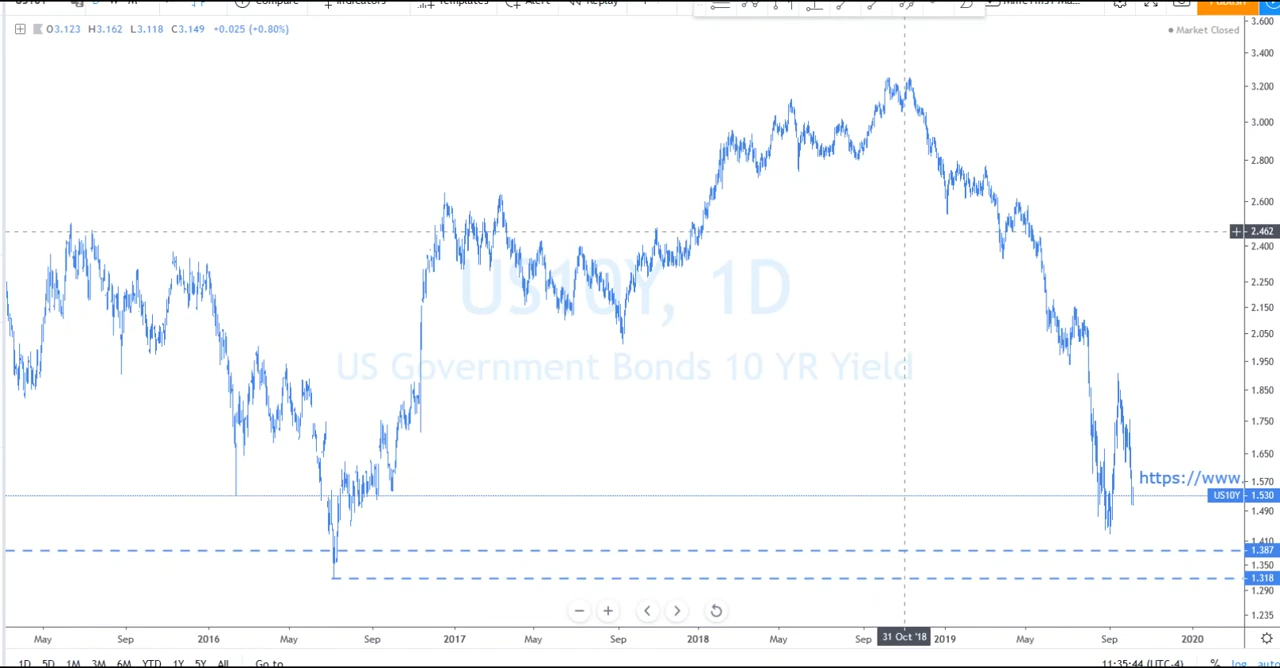 Compare Indicators Templates Alert Replay
O3.123 H3.162 L3.118 C3.149 +0.025 (+0.80%)
Market Closed
3.600
3.400
3.200
3.000
2.800
2.600
2.462
2.400
2.250
2.150
2.050
1.950
1.850
1.750
1.650
1.570
US10Y 1.530
1.490
1.410
1.387
1.350
1.318
1.290
1.235
US10Y, 1D
US Government Bonds 10 YR Yield
https://www.
May Sep 2016 May Sep 2017 May Sep 2018 May Sep 31 Oct '18 2019 May Sep 2020
1D 5D 1M 3M 6M YTD 1Y 5Y All Go to 11:35:44 (UTC-4) % log auto